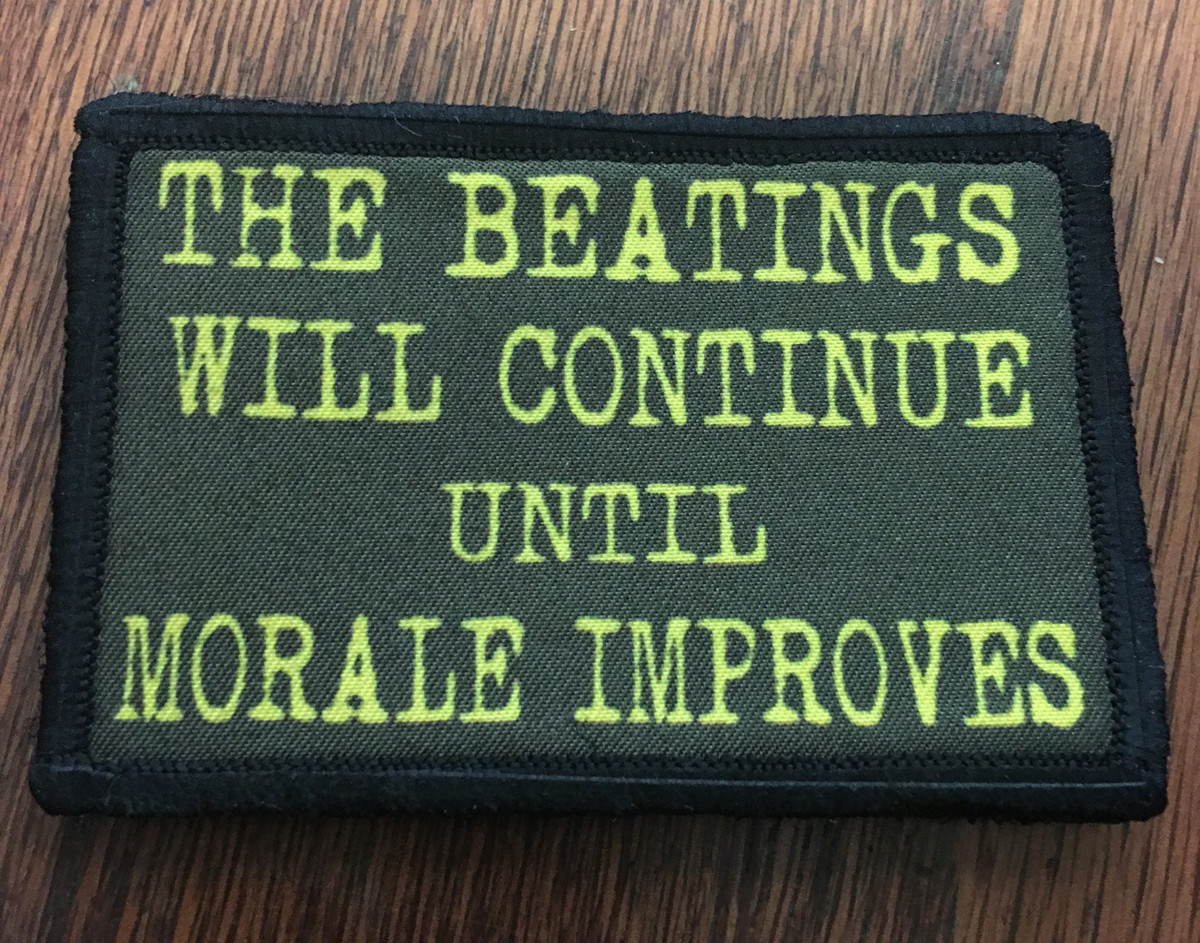 THE BEATINGS
WILL CONTINUE
UNTIL
MORALE IMPROVES